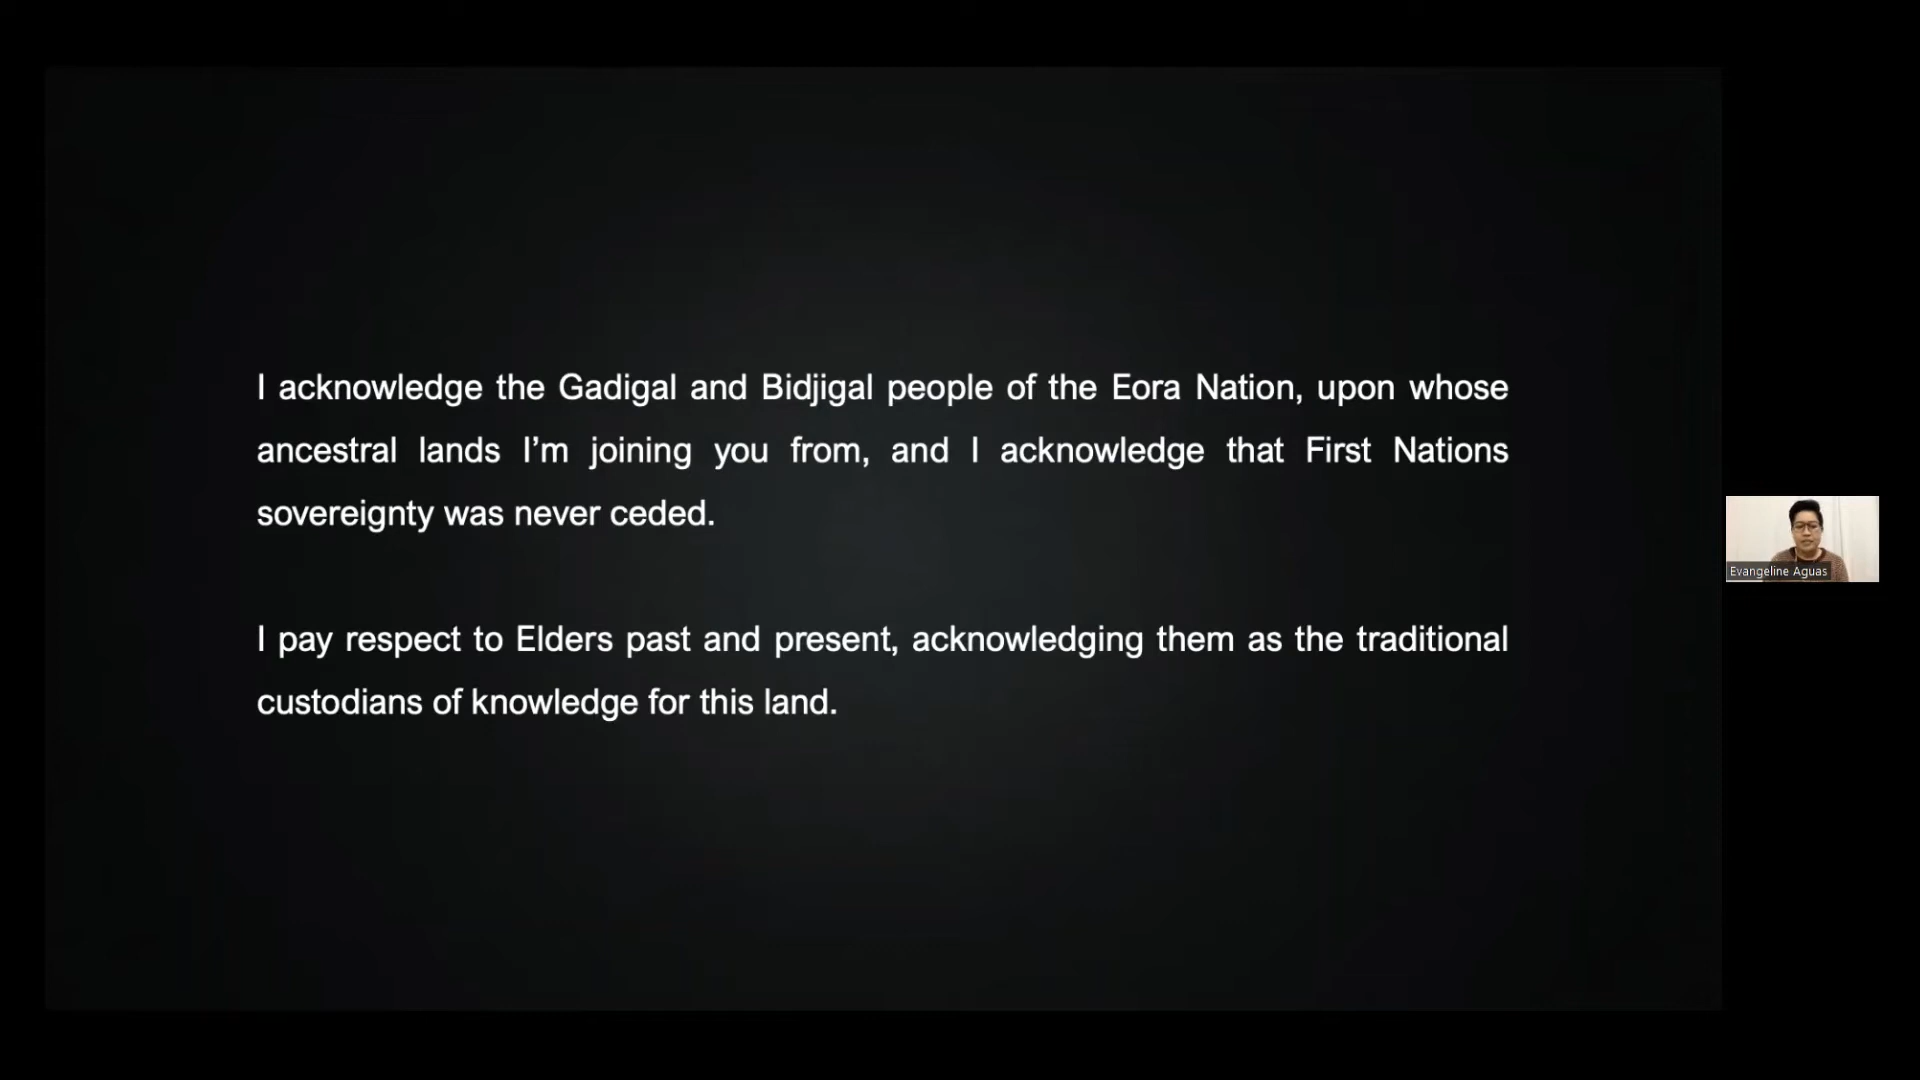 I acknowledge the Gadigal and Bidjigal people of the Eora Nation, upon whose
ancestral lands I’m joining you from, and I acknowledge that First Nations
sovereignty was never ceded.
I pay respect to Elders past and present, acknowledging them as the traditional
custodians of knowledge for this land.
Evangeline Aguas